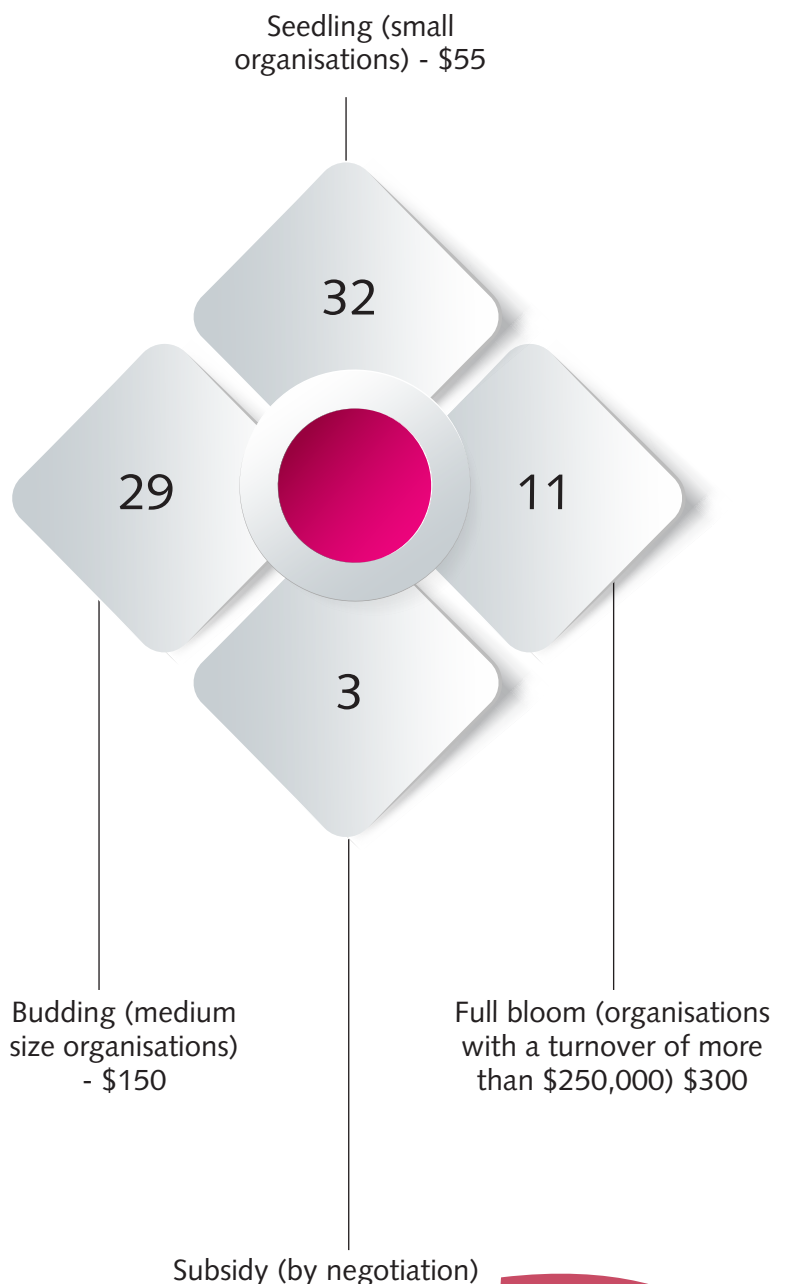 Seedling (small
organisations) - $55
32
29
11
3
Budding (medium
size organisations)
- $150
Full bloom (organisations
with a turnover of more
than $250,000) $300
Subsidy (by negotiation)